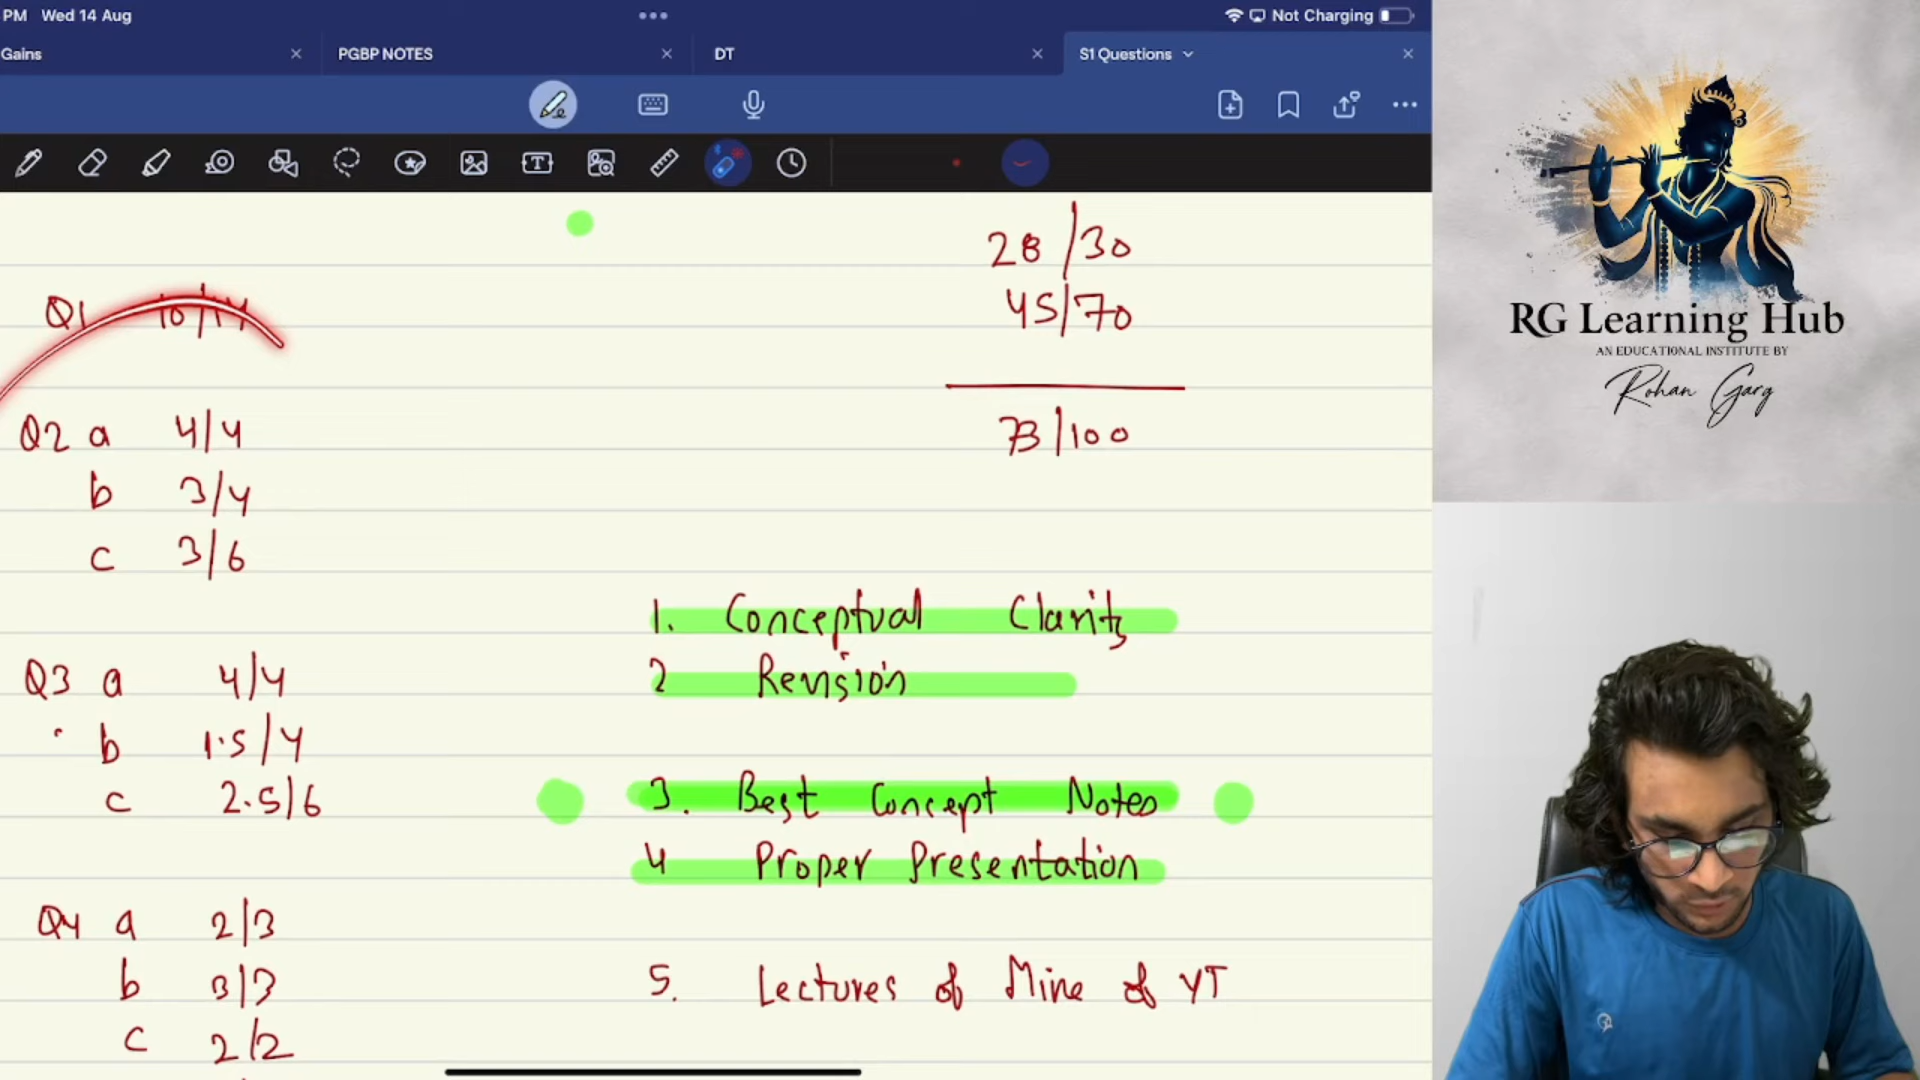 PM Wed 14 Aug
Not Charging
Gains
PGBP NOTES
DT
S1 Questions
T
28/30
45/70
73/100
Q1 10/14
Q2 a 4/4
b 3/4
c 3/6
Q3 a 4/4
b 1.5/4
c 2.5/6
Q4 a 2/3
b 3/3
c 2/2
1. Conceptual Clarity
2 Revision
3. Best Concept Notes
4 Proper Presentation
5. Lectures of Mine of YT
RG Learning Hub
AN EDUCATIONAL INSTITUTE BY
Rohan Garg